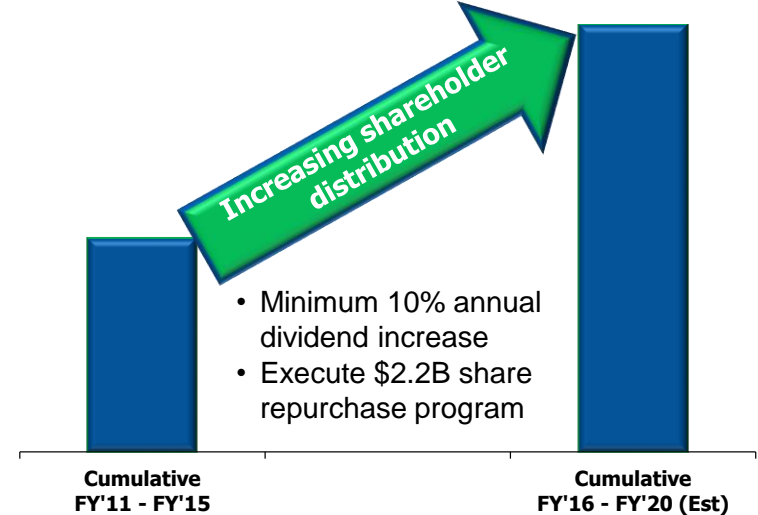 Increasing shareholder
distribution
• Minimum 10% annual
dividend increase
• Execute $2.2B share
repurchase program
Cumulative
FY'11 - FY'15
Cumulative
FY'16 - FY'20 (Est)